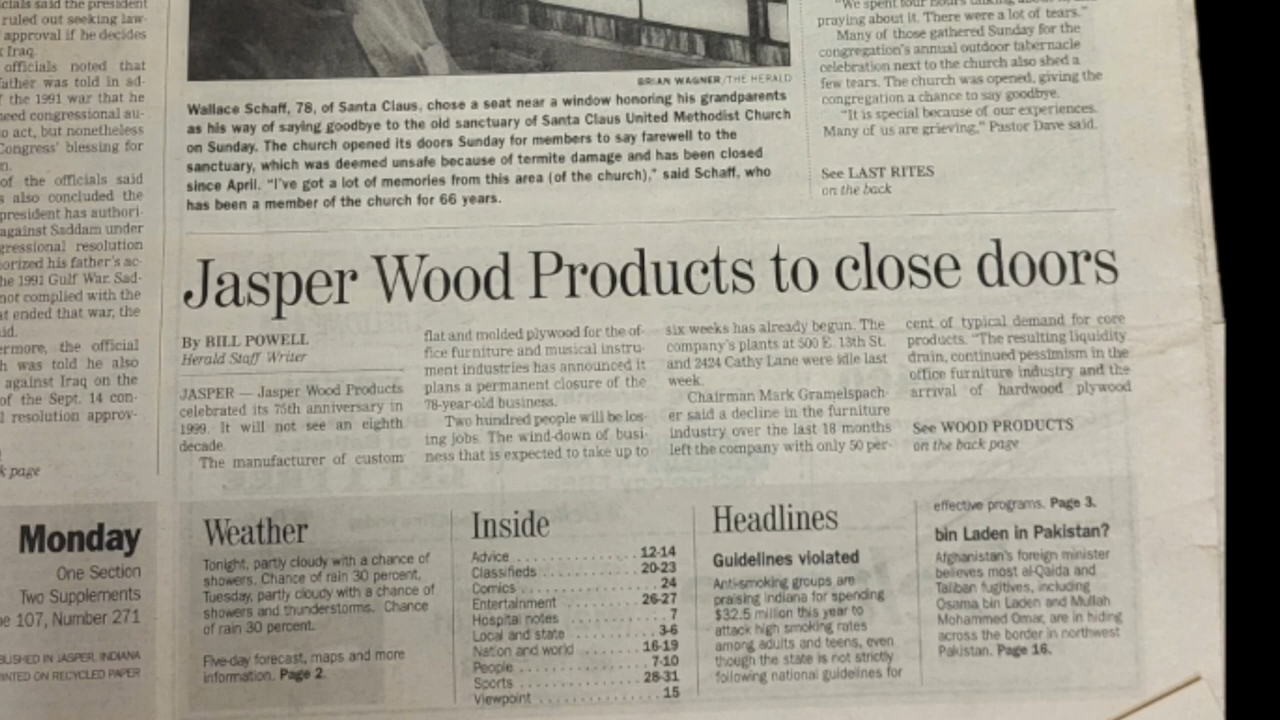 cials said the president
ruled out seeking law-
approval if he decides
Iraq.
officials noted that
father was told in ad-
the 1991 war that he
need congressional au-
to act, but nonetheless
Congress' blessing for
of the officials said
also concluded the
president has authori-
against Saddam under
gressional resolution
orized his father's ac-
the 1991 Gulf War. Sad-
not complied with the
at ended that war, the
id.
ermore, the official
h was told he also
against Iraq on the
of the Sept. 14 con-
l resolution approv-
k page
BRIAN WAGNER/THE HERALD
Wallace Schaff, 78, of Santa Claus, chose a seat near a window honoring his grandparents
as his way of saying goodbye to the old sanctuary of Santa Claus United Methodist Church
on Sunday. The church opened its doors Sunday for members to say farewell to the
sanctuary, which was deemed unsafe because of termite damage and has been closed
since April. "I've got a lot of memories from this area (of the church)," said Schaff, who
has been a member of the church for 66 years.
"We spent four hours talking about it,
praying about it. There were a lot of tears."
Many of those gathered Sunday for the
congregation's annual outdoor tabernacle
celebration next to the church also shed a
few tears. The church was opened, giving the
congregation a chance to say goodbye.
"It is special because of our experiences.
Many of us are grieving," Pastor Dave said.
See LAST RITES
on the back
Jasper Wood Products to close doors
By BILL POWELL
Herald Staff Writer
JASPER — Jasper Wood Products
celebrated its 75th anniversary in
1999. It will not see an eighth
decade.
The manufacturer of custom
flat and molded plywood for the of-
fice furniture and musical instru-
ment industries has announced it
plans a permanent closure of the
78-year-old business.
Two hundred people will be los-
ing jobs. The wind-down of busi-
ness that is expected to take up to
six weeks has already begun. The
company's plants at 500 E. 13th St.
and 2424 Cathy Lane were idle last
week.
Chairman Mark Gramelspach-
er said a decline in the furniture
industry over the last 18 months
left the company with only 50 per-
cent of typical demand for core
products. "The resulting liquidity
drain, continued pessimism in the
office furniture industry and the
arrival of hardwood plywood
See WOOD PRODUCTS
on the back page
Monday
One Section
Two Supplements
e 107, Number 271
BLISHED IN JASPER, INDIANA
INTED ON RECYCLED PAPER
Weather
Tonight, partly cloudy with a chance of
showers. Chance of rain 30 percent.
Tuesday, partly cloudy with a chance of
showers and thunderstorms. Chance
of rain 30 percent.
Five-day forecast, maps and more
information. Page 2.
Inside
Advice . . . . . . . . . . . . . . . . . 12-14
Classifieds . . . . . . . . . . . . . . 20-23
Comics . . . . . . . . . . . . . . . . . . 24
Entertainment . . . . . . . . . . . 26-27
Hospital notes . . . . . . . . . . . . . 7
Local and state . . . . . . . . . . . . 3-6
Nation and world . . . . . . . . . 16-19
People . . . . . . . . . . . . . . . . . 7-10
Sports . . . . . . . . . . . . . . . . . 28-31
Viewpoint . . . . . . . . . . . . . . . . 15
Headlines
Guidelines violated
Anti-smoking groups are
praising Indiana for spending
$32.5 million this year to
attack high smoking rates
among adults and teens, even
though the state is not strictly
following national guidelines for
effective programs. Page 3.
bin Laden in Pakistan?
Afghanistan's foreign minister
believes most al-Qaida and
Taliban fugitives, including
Osama bin Laden and Mullah
Mohammed Omar, are in hiding
across the border in northwest
Pakistan. Page 16.